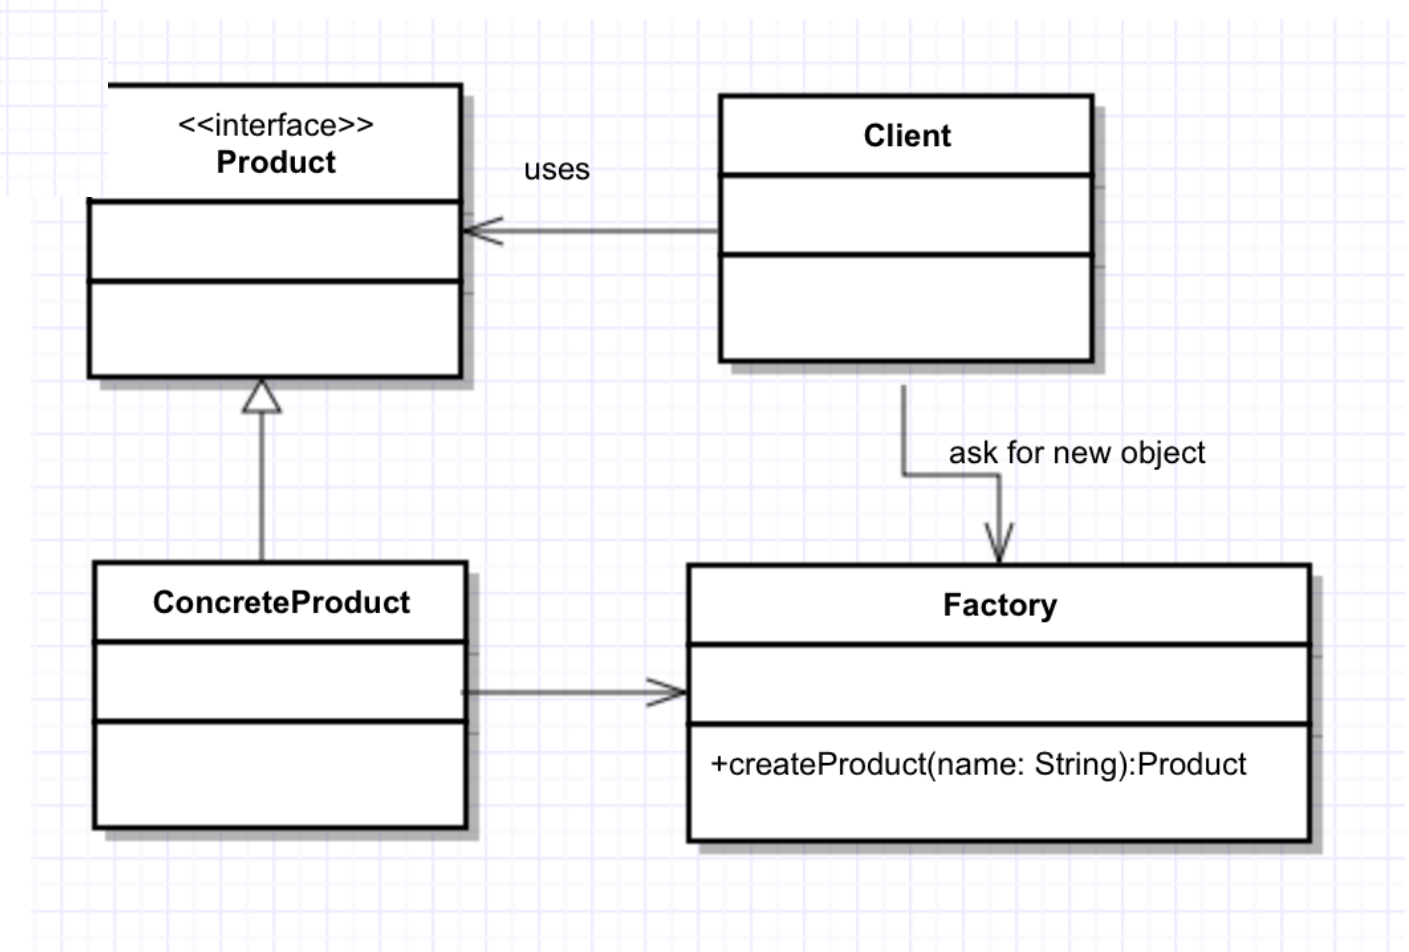 <<interface>>
Product
uses
Client
ask for new object
ConcreteProduct
Factory
+createProduct(name: String):Product